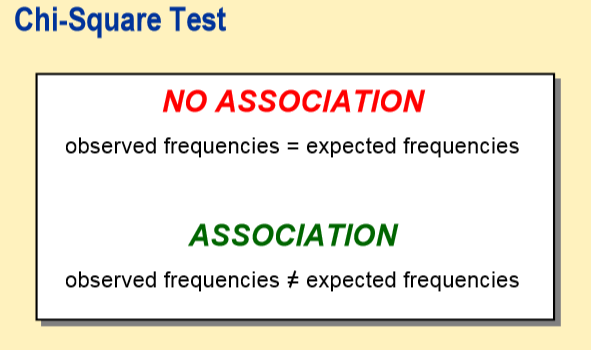 Chi-Square Test
NO ASSOCIATION
observed frequencies = expected frequencies
ASSOCIATION
observed frequencies ≠ expected frequencies